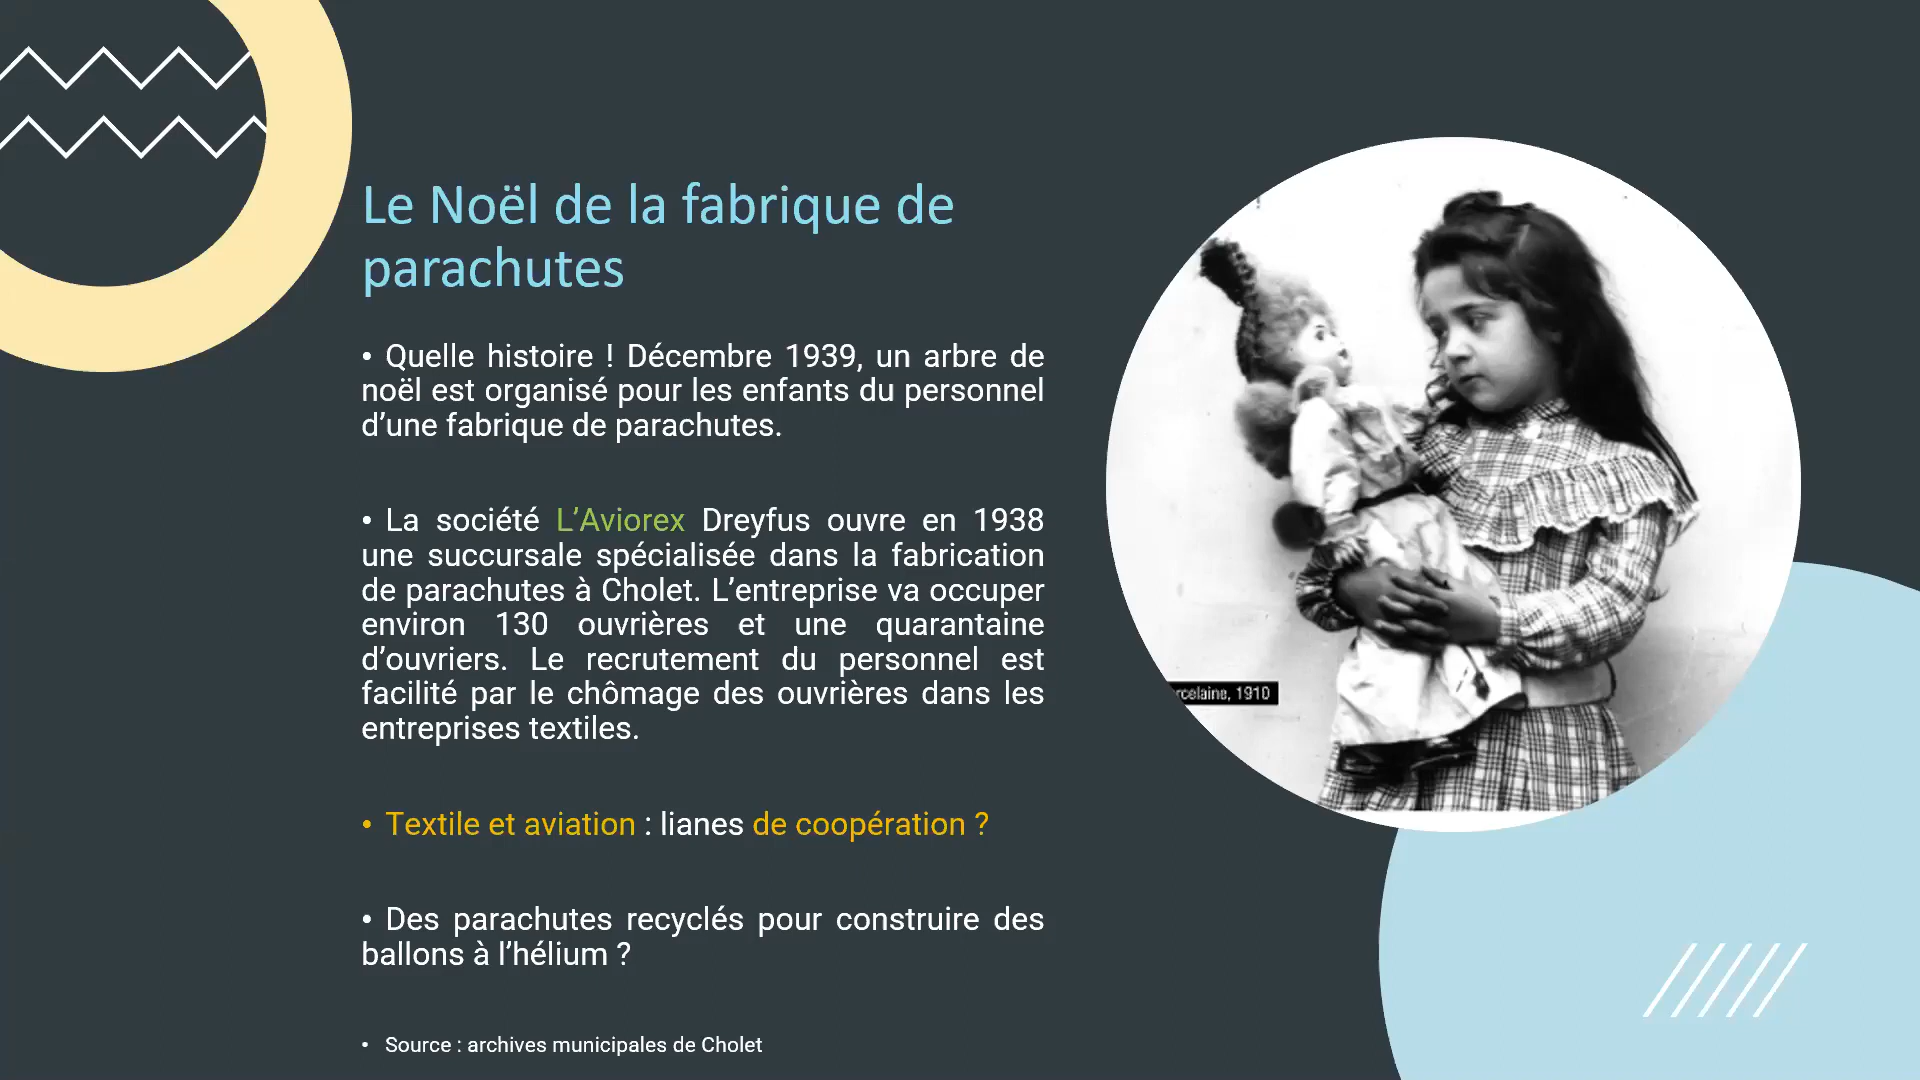 Le Noël de la fabrique de
parachutes
• Quelle histoire ! Décembre 1939, un arbre de
noël est organisé pour les enfants du personnel
d’une fabrique de parachutes.
• La société L’Aviorex Dreyfus ouvre en 1938
une succursale spécialisée dans la fabrication
de parachutes à Cholet. L’entreprise va occuper
environ 130 ouvrières et une quarantaine
d’ouvriers. Le recrutement du personnel est
facilité par le chômage des ouvrières dans les
entreprises textiles.
• Textile et aviation : lianes de coopération ?
• Des parachutes recyclés pour construire des
ballons à l’hélium ?
• Source : archives municipales de Cholet
rcelaine, 1910